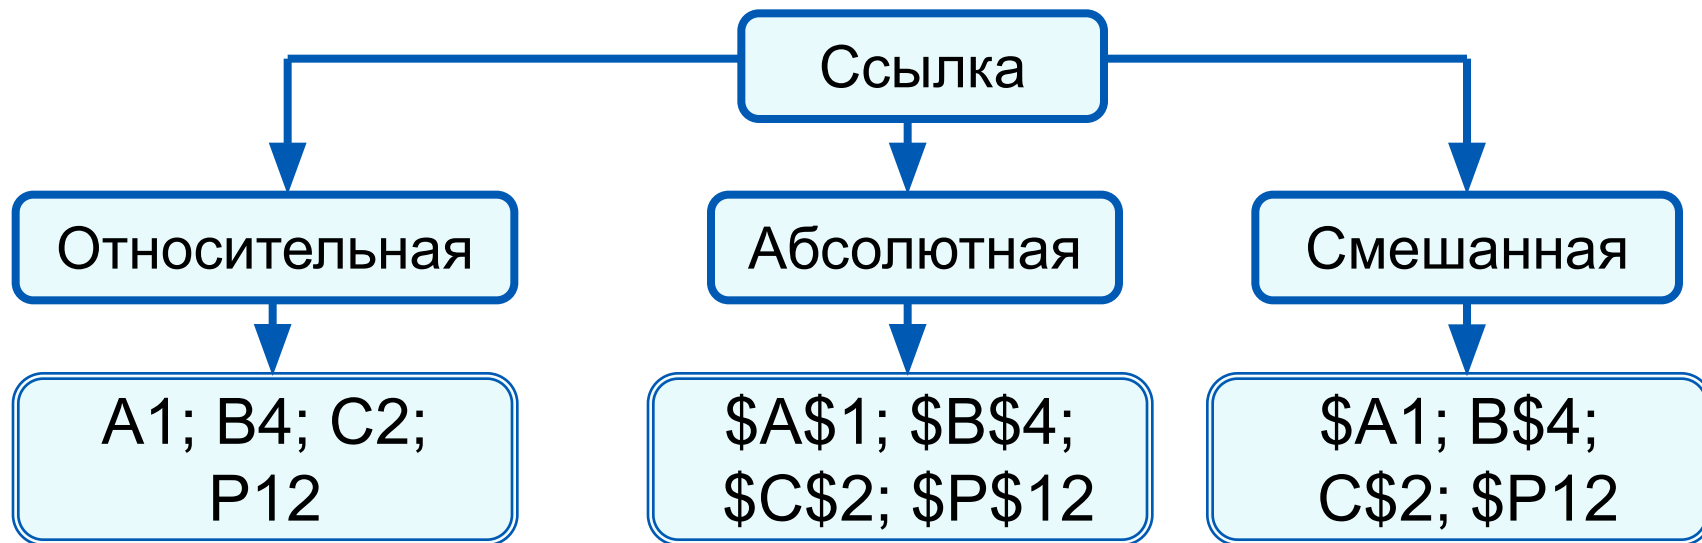 Ссылка
Относительная
Абсолютная
Смешанная
A1; B4; C2;
P12
$A$1; $B$4;
$C$2; $P$12
$A1; B$4;
C$2; $P12